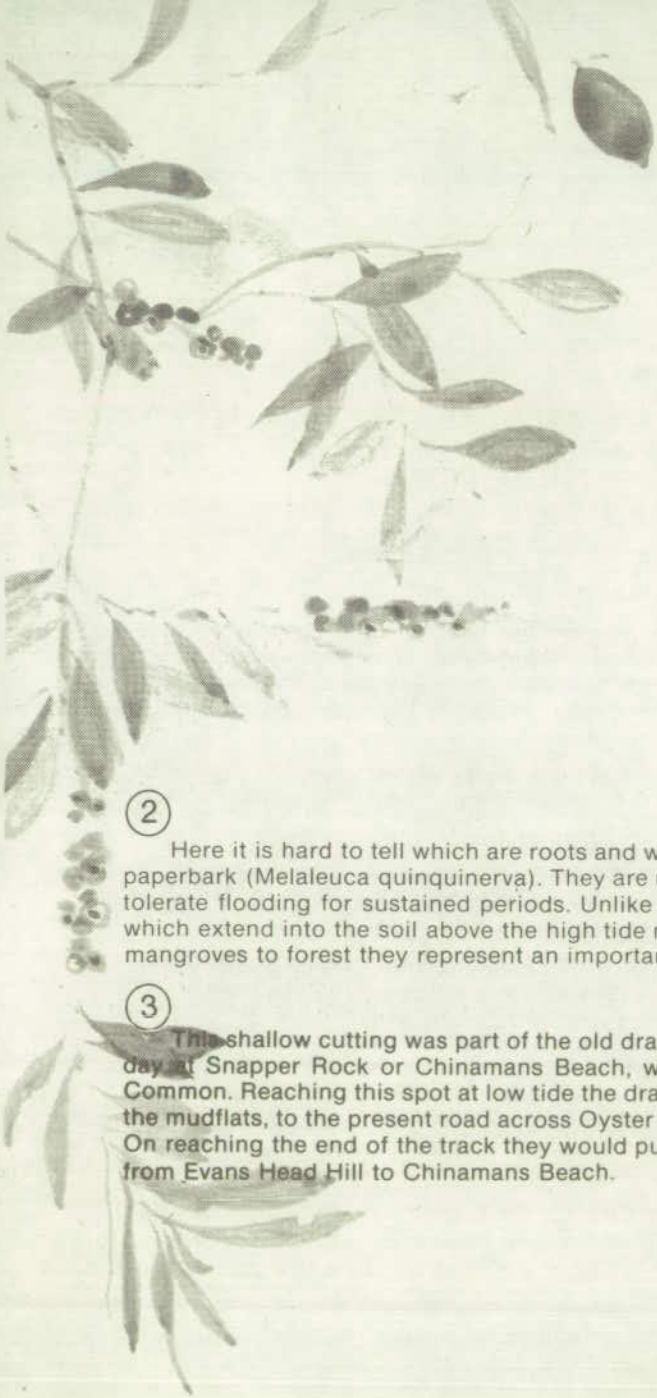 2
Here it is hard to tell which are roots and w
paperbark (Melaleuca quinquinerva). They are
tolerate flooding for sustained periods. Unlike
which extend into the soil above the high tide
mangroves to forest they represent an importa
3
This shallow cutting was part of the old dra
day at Snapper Rock or Chinamans Beach, w
Common. Reaching this spot at low tide the dra
the mudflats, to the present road across Oyster
On reaching the end of the track they would pu
from Evans Head Hill to Chinamans Beach.